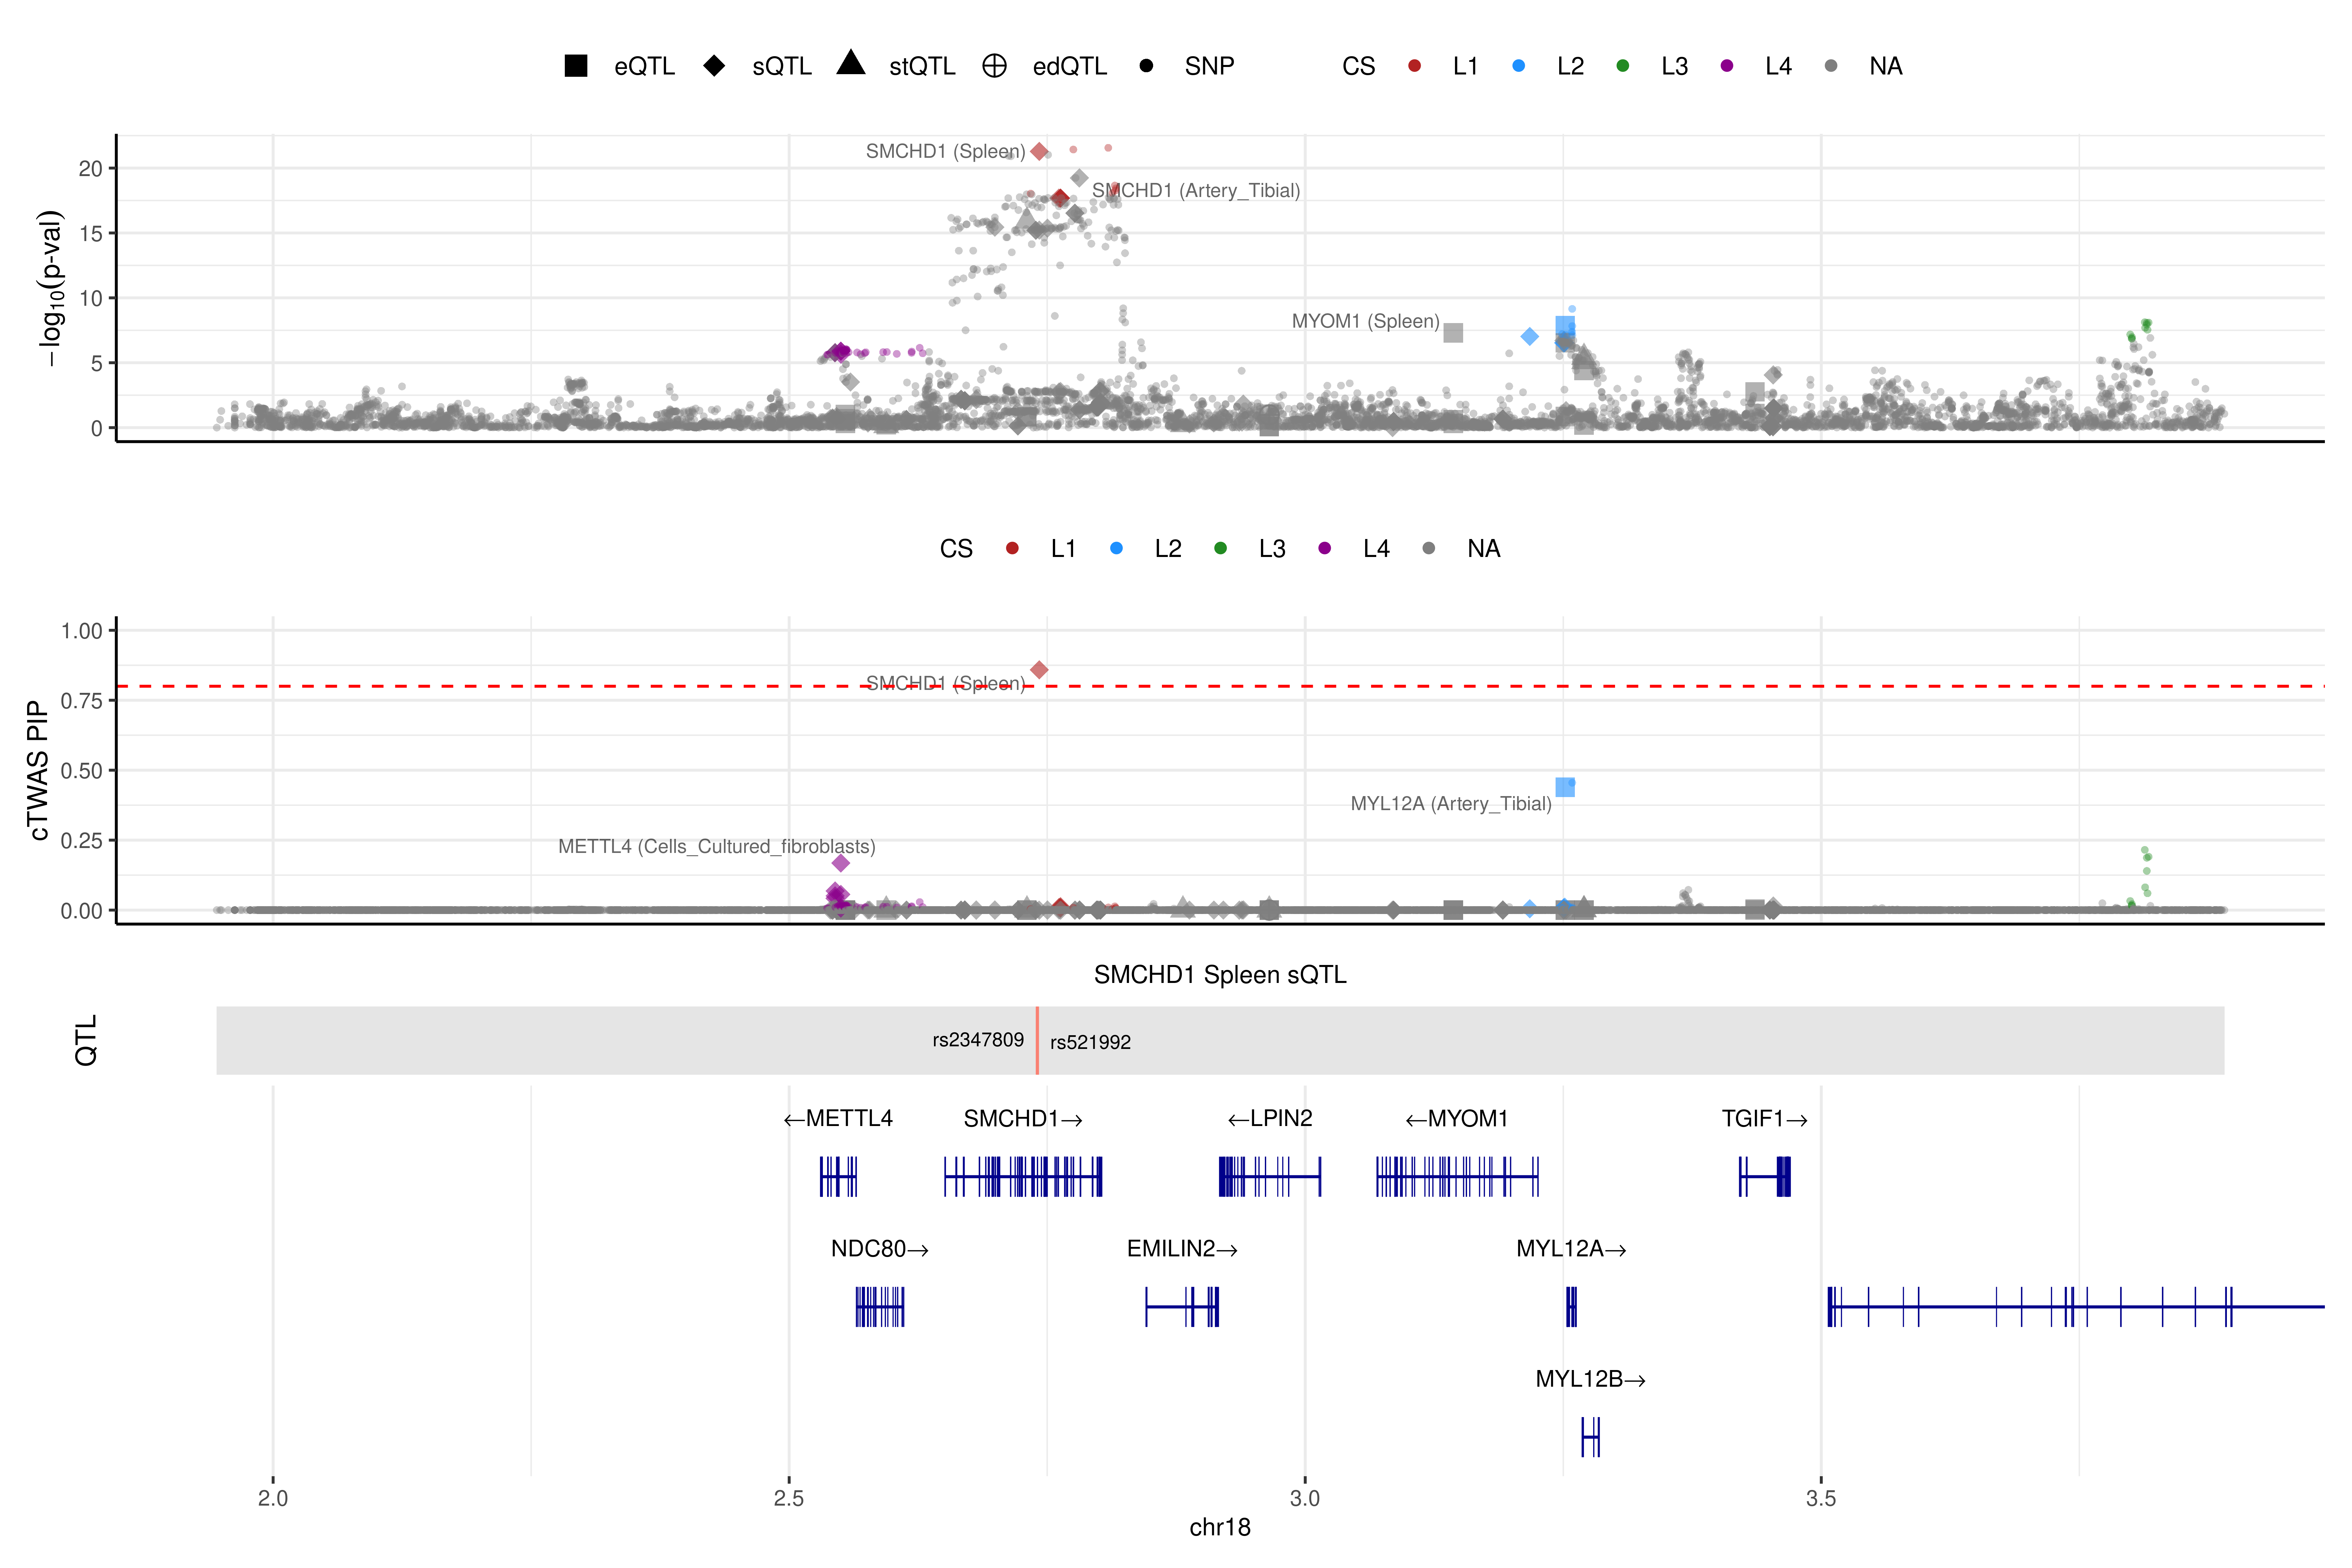 eQTL sQTL stQTL edQTL SNP CS L1 L2 L3 L4 NA
−log10(p-val)
20
15
10
5
0
SMCHD1 (Spleen)
SMCHD1 (Artery_Tibial)
MYOM1 (Spleen)
CS L1 L2 L3 L4 NA
cTWAS PIP
1.00
0.75
0.50
0.25
0.00
SMCHD1 (Spleen)
MYL12A (Artery_Tibial)
METTL4 (Cells_Cultured_fibroblasts)
SMCHD1 Spleen sQTL
QTL
rs2347809 rs521992
←METTL4 SMCHD1→ ←LPIN2 ←MYOM1 TGIF1→
NDC80→ EMILIN2→ MYL12A→
MYL12B→
2.0 2.5 3.0 3.5
chr18